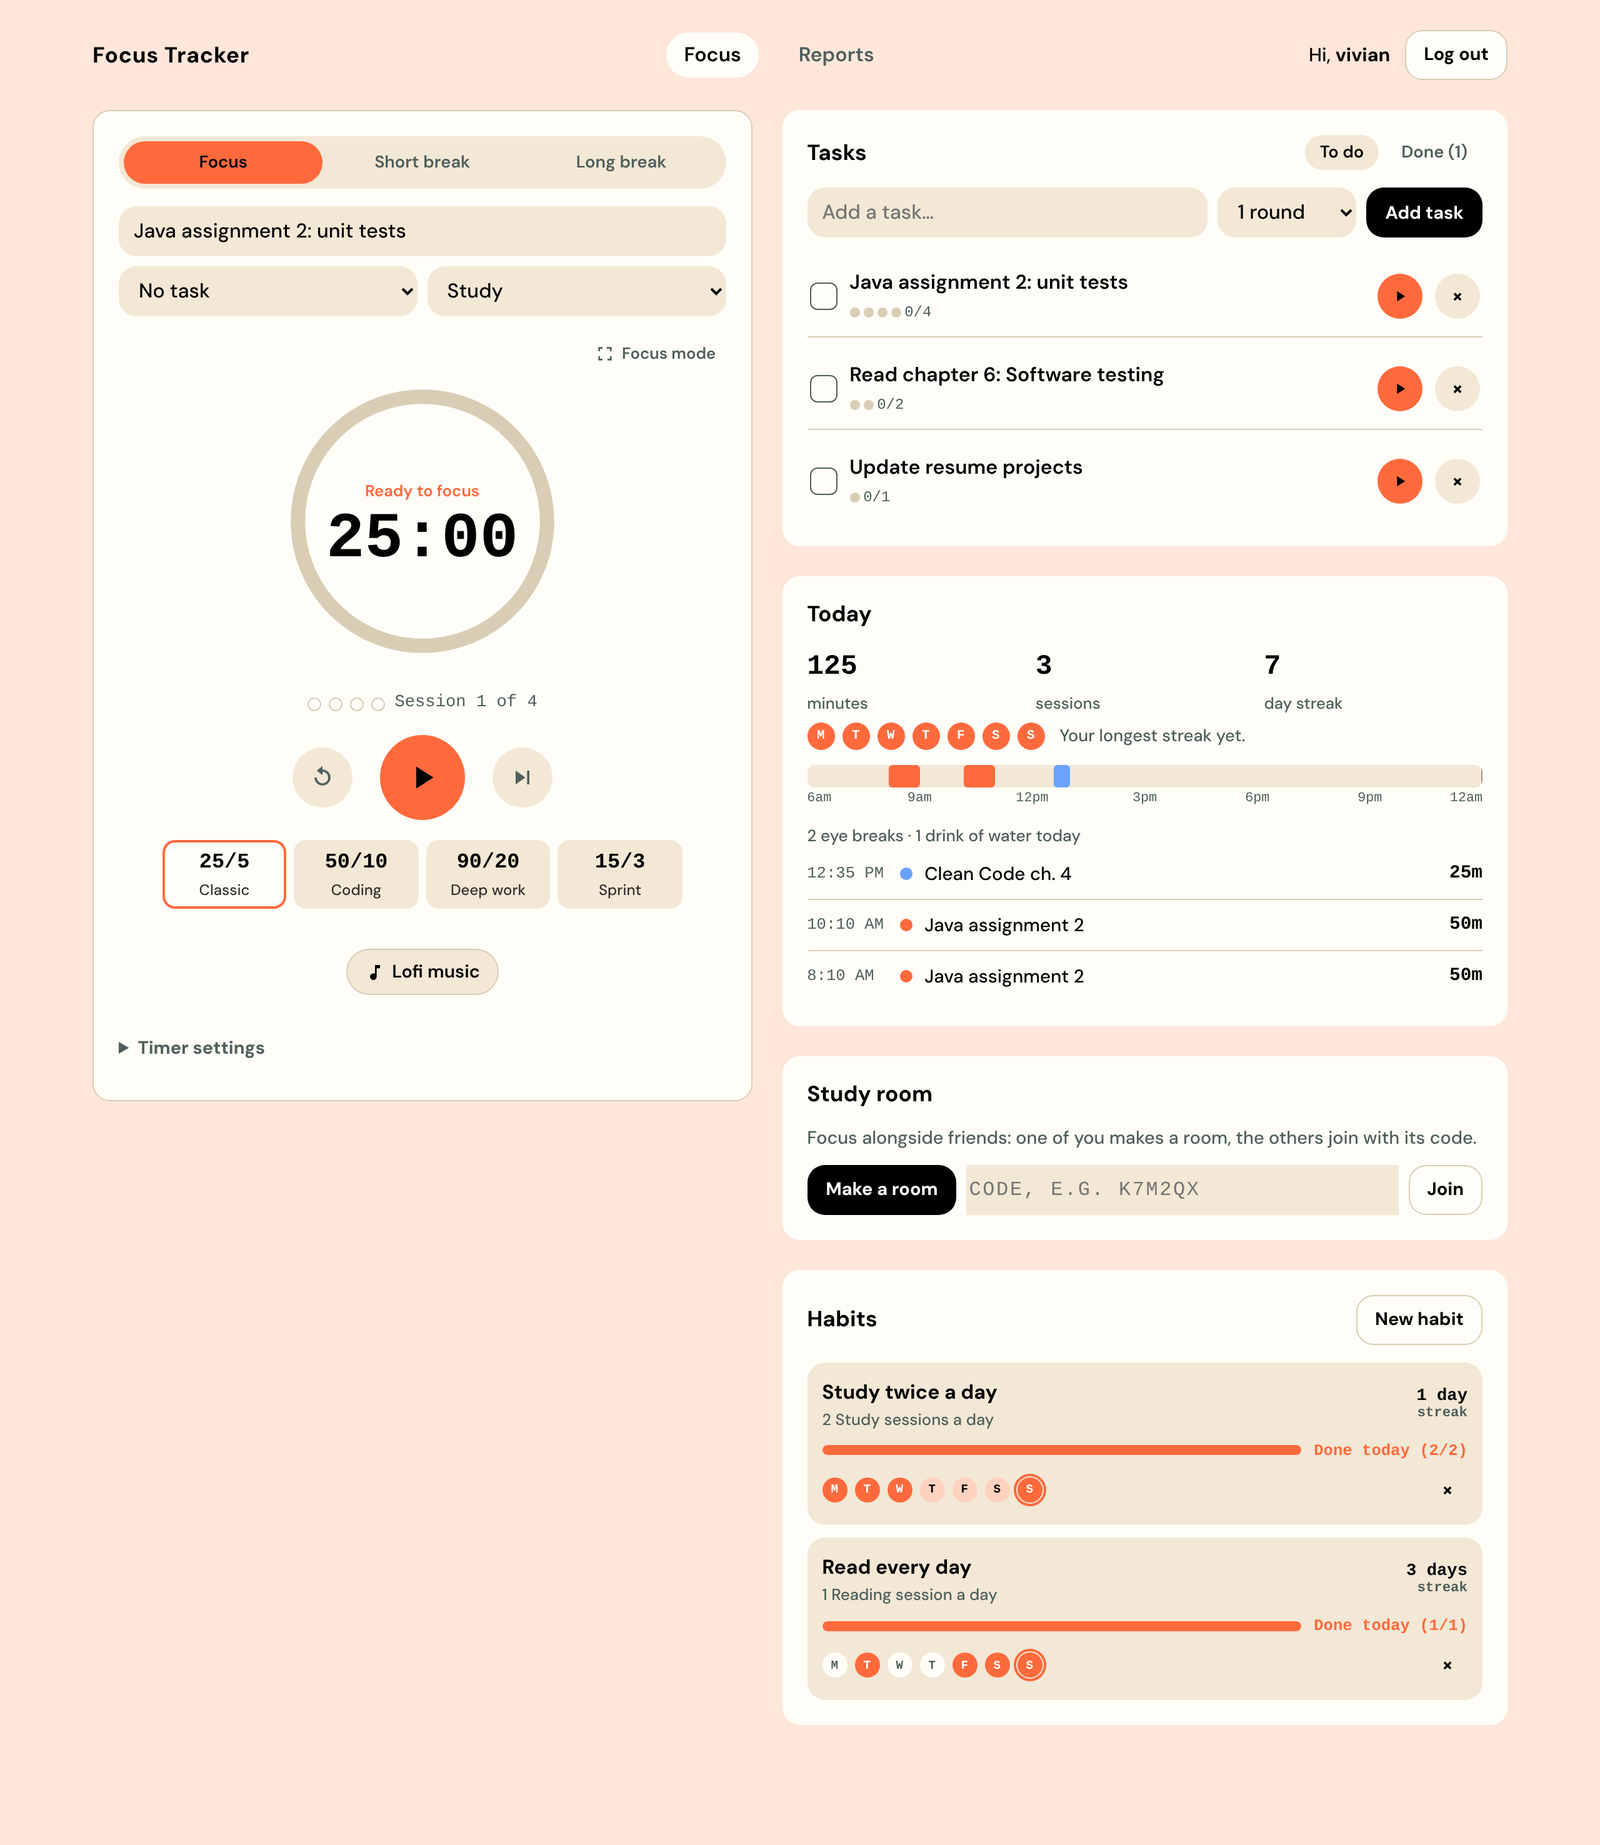 Focus Tracker
Focus
Reports
Hi, vivian
Log out
Focus
Short break
Long break
Java assignment 2: unit tests
No task
Study
Focus mode
Ready to focus
25:00
Session 1 of 4
25/5
Classic
50/10
Coding
90/20
Deep work
15/3
Sprint
Lofi music
Timer settings
Tasks
To do
Done (1)
Add a task...
1 round
Add task
Java assignment 2: unit tests
0/4
Read chapter 6: Software testing
0/2
Update resume projects
0/1
Today
125
minutes
3
sessions
7
day streak
M T W T F S S
Your longest streak yet.
6am 9am 12pm 3pm 6pm 9pm 12am
2 eye breaks · 1 drink of water today
12:35 PM Clean Code ch. 4 25m
10:10 AM Java assignment 2 50m
8:10 AM Java assignment 2 50m
Study room
Focus alongside friends: one of you makes a room, the others join with its code.
Make a room
CODE, E.G. K7M2QX
Join
Habits
New habit
Study twice a day
2 Study sessions a day
1 day
streak
Done today (2/2)
M T W T F S S
Read every day
1 Reading session a day
3 days
streak
Done today (1/1)
M T W T F S S